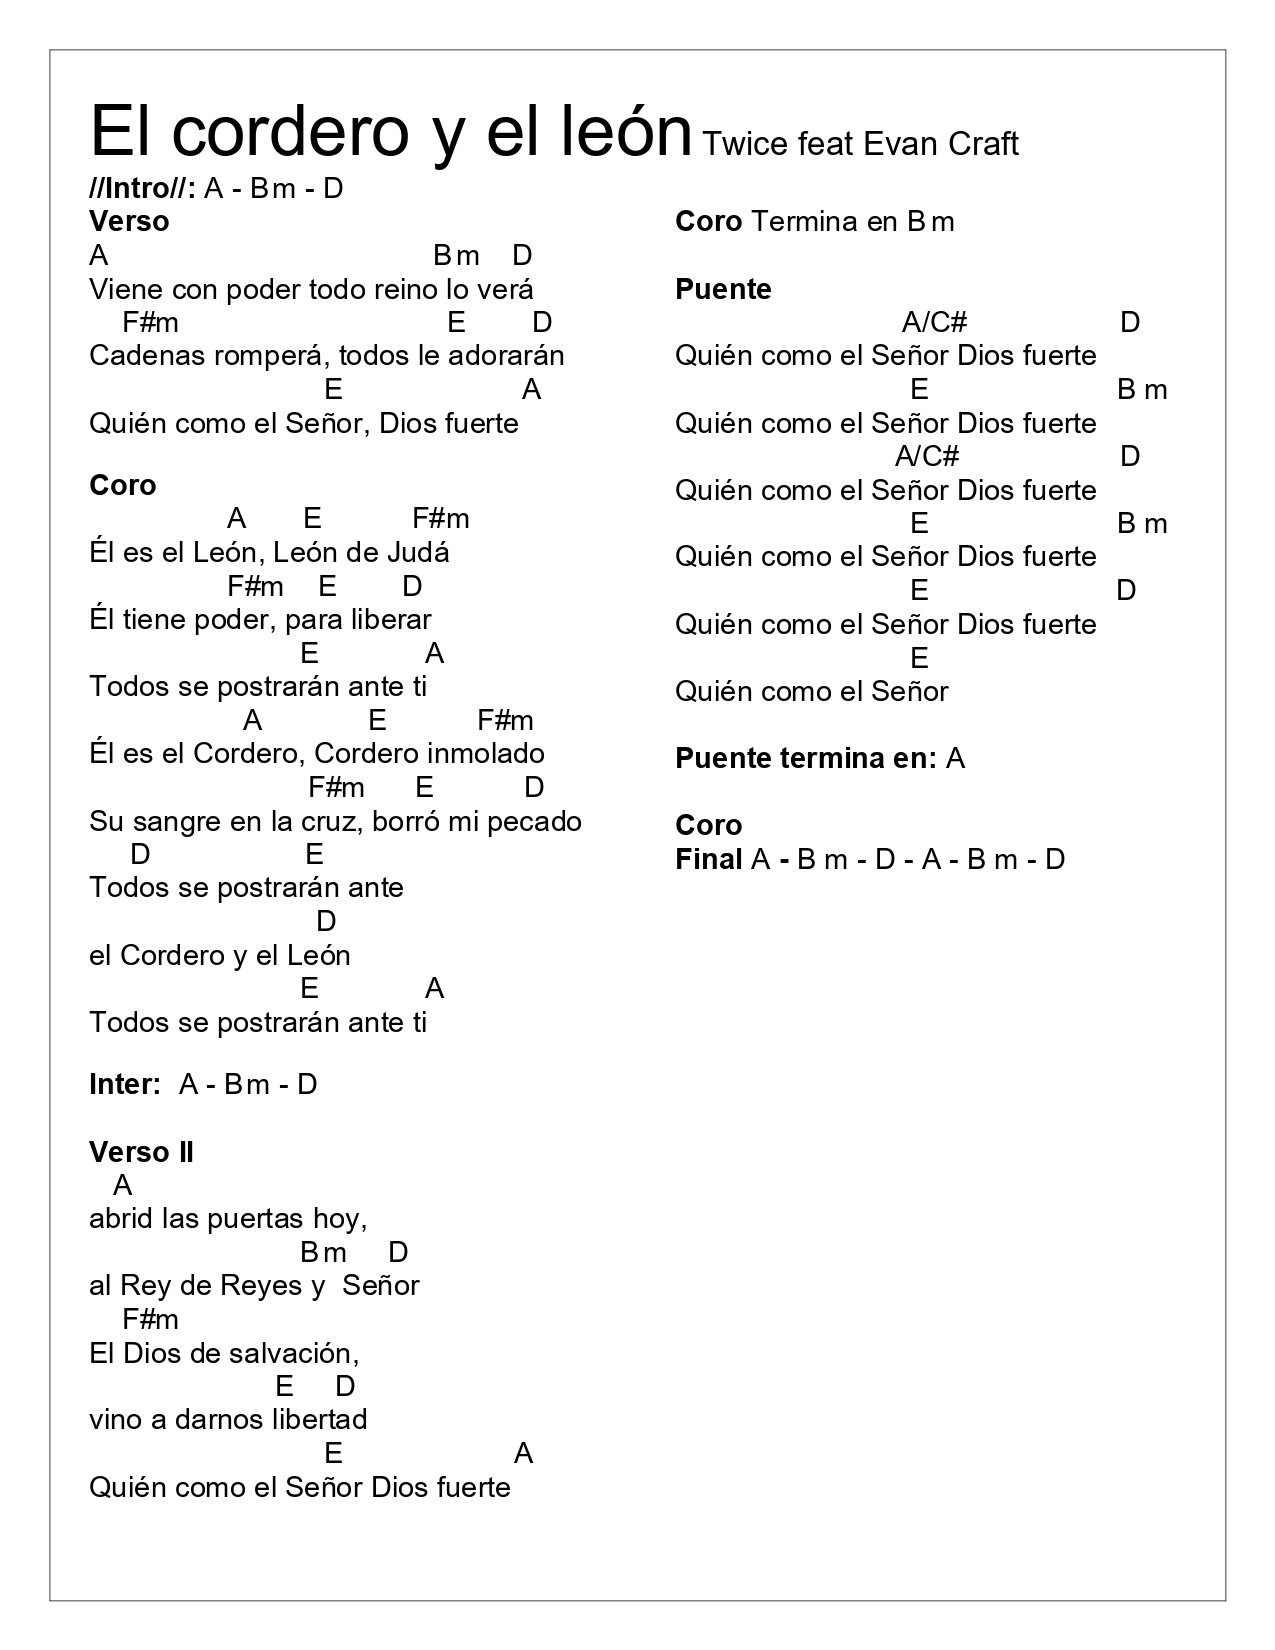 El cordero y el león Twice feat Evan Craft
//Intro//: A - Bm - D
Verso
A Bm D
Viene con poder todo reino lo verá
F#m E D
Cadenas romperá, todos le adorarán
E A
Quién como el Señor, Dios fuerte
Coro
A E F#m
Él es el León, León de Judá
F#m E D
Él tiene poder, para liberar
E A
Todos se postrarán ante ti
A E F#m
Él es el Cordero, Cordero inmolado
F#m E D
Su sangre en la cruz, borró mi pecado
D E
Todos se postrarán ante
D
el Cordero y el León
E A
Todos se postrarán ante ti
Inter: A - Bm - D
Verso II
A
abrid las puertas hoy,
Bm D
al Rey de Reyes y Señor
F#m
El Dios de salvación,
E D
vino a darnos libertad
E A
Quién como el Señor Dios fuerte
Coro Termina en Bm
Puente
A/C# D
Quién como el Señor Dios fuerte
E Bm
Quién como el Señor Dios fuerte
A/C# D
Quién como el Señor Dios fuerte
E Bm
Quién como el Señor Dios fuerte
E D
Quién como el Señor Dios fuerte
E
Quién como el Señor
Puente termina en: A
Coro
Final A - B m - D - A - B m - D